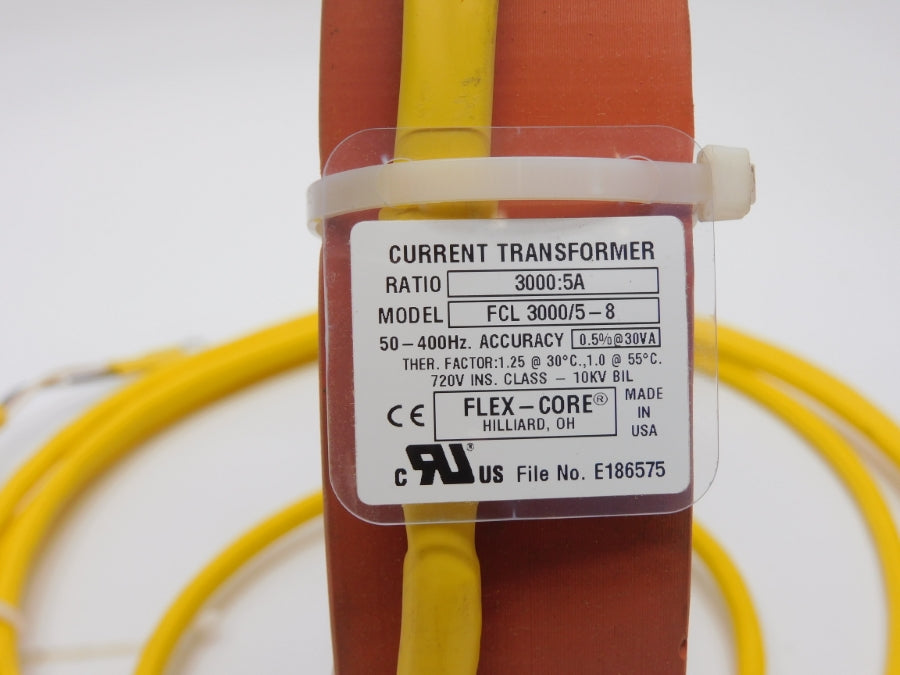 CURRENT TRANSFORMER
RATIO 3000:5A
MODEL FCL 3000/5-8
50-400Hz. ACCURACY 0.5%@30VA
THER. FACTOR:1.25 @ 30°C.,1.0 @ 55°C.
720V INS. CLASS - 10KV BIL
CE FLEX-CORE® MADE
HILLIARD, OH IN
USA
C RU® US File No. E186575